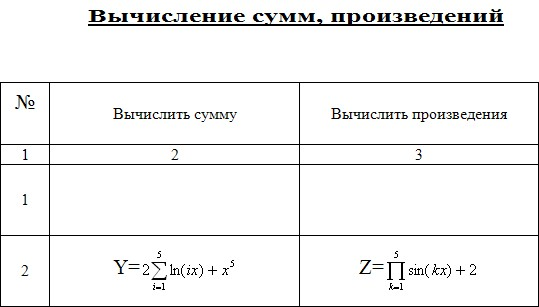 Вычисление сумм, произведений
№ Вычислить сумму Вычислить произведения
1 2 3
1
2 Y=2∑_{i=1}^{5} ln(ix) + x^5 Z=∏_{k=1}^{5} sin(kx) + 2